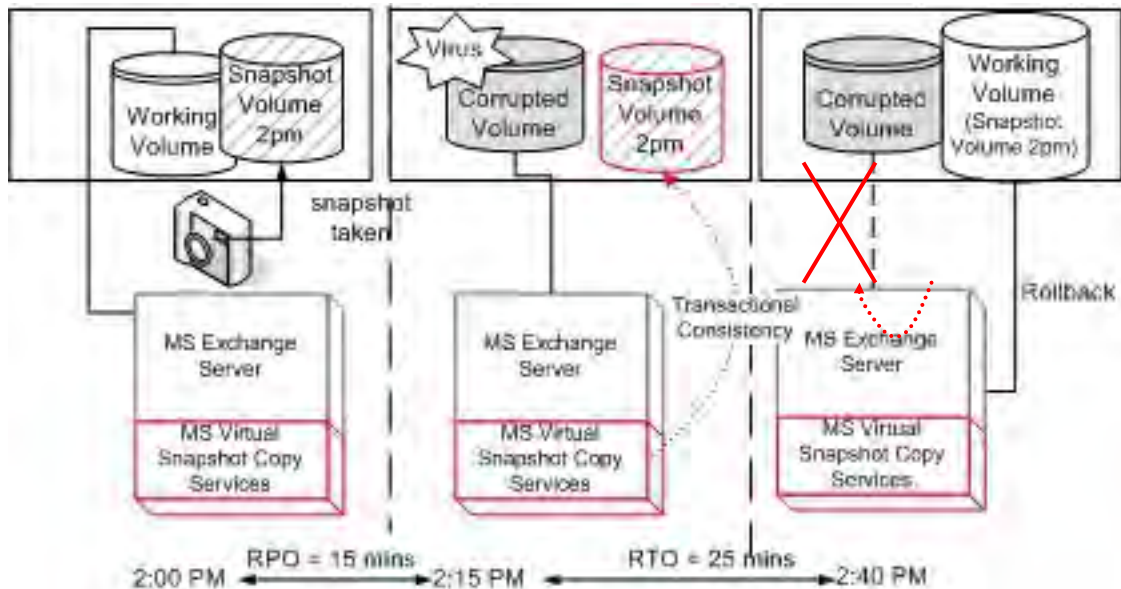 Working
Volume
Snapshot
Volume
2pm
snapshot
taken
MS Exchange
Server
MS Virtual
Snapshot Copy
Services
Virus
Corrupted
Volume
Snapshot
Volume
2pm
Transactional
Consistency
MS Exchange
Server
MS Virtual
Snapshot Copy
Services
Corrupted
Volume
Working
Volume
(Snapshot
Volume 2pm)
Rollback
MS Exchange
Server
MS Virtual
Snapshot Copy
Services
RPO = 15 mins
RTO = 25 mins
2:00 PM
2:15 PM
2:40 PM